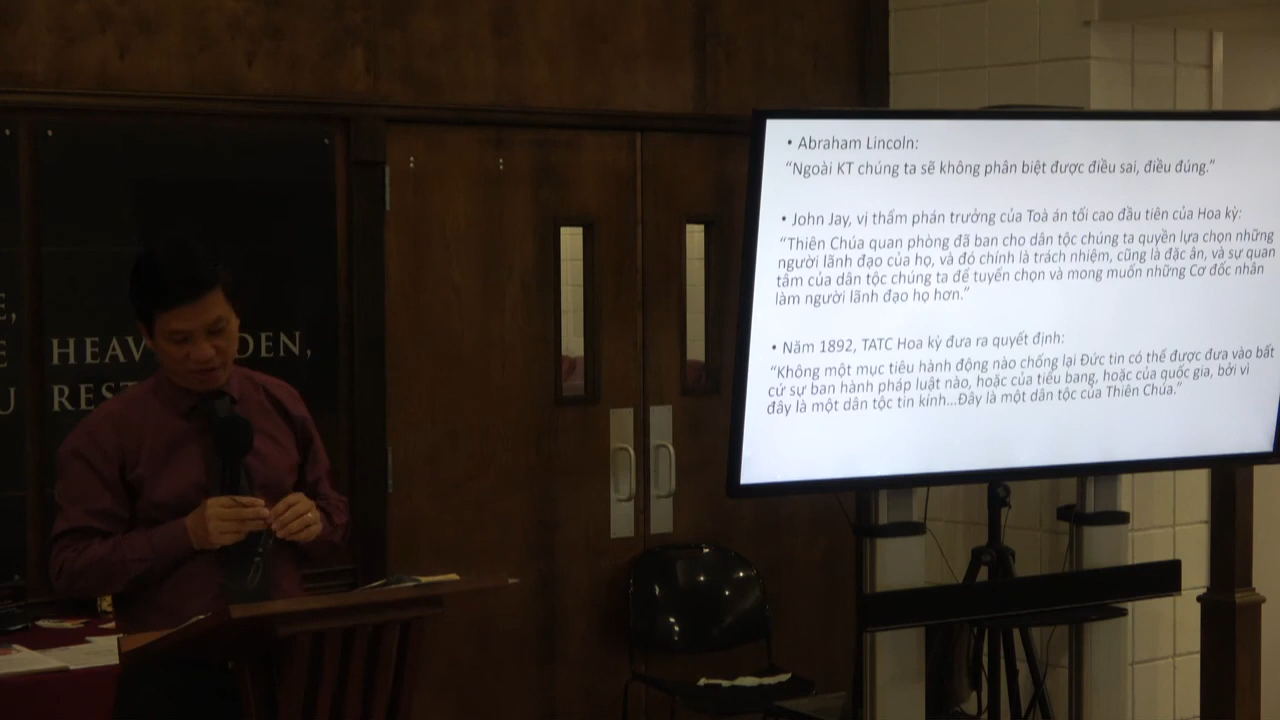 E,
E
U
HEAV DEN,
REST
• Abraham Lincoln:
“Ngoài KT chúng ta sẽ không phân biệt được điều sai, điều đúng.”
• John Jay, vị thẩm phán trưởng của Toà án tối cao đầu tiên của Hoa kỳ:
“Thiên Chúa quan phòng đã ban cho dân tộc chúng ta quyền lựa chọn những
người lãnh đạo của họ, và đó chính là trách nhiệm, cũng là đặc ân, và sự quan
tâm của dân tộc chúng ta để tuyển chọn và mong muốn những Cơ đốc nhân
làm người lãnh đạo họ hơn.”
• Năm 1892, TATC Hoa kỳ đưa ra quyết định:
“Không một mục tiêu hành động nào chống lại Đức tin có thể được đưa vào bất
cứ sự ban hành pháp luật nào, hoặc của tiểu bang, hoặc của quốc gia, bởi vì
đây là một dân tộc tin kính...Đây là một dân tộc của Thiên Chúa.”